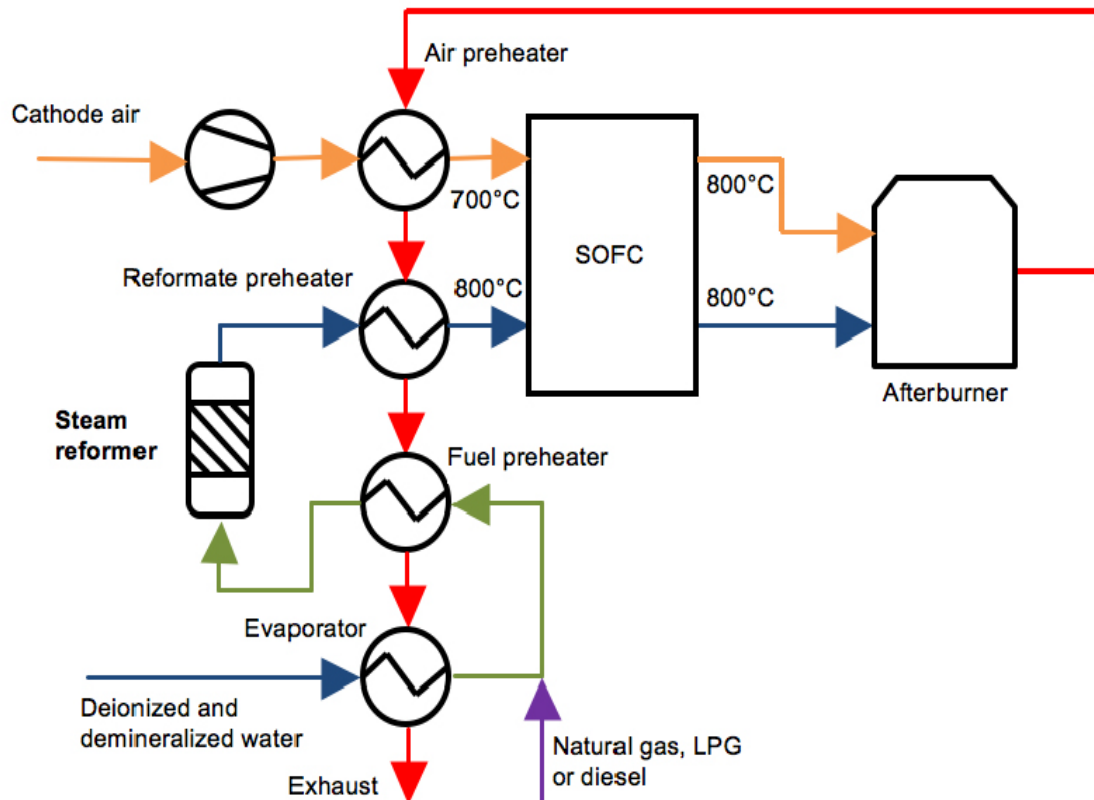 Air preheater
Cathode air
700°C
800°C
SOFC
Reformate preheater
800°C
800°C
Afterburner
Steam
reformer
Fuel preheater
Evaporator
Deionized and
demineralized water
Natural gas, LPG
or diesel
Exhaust